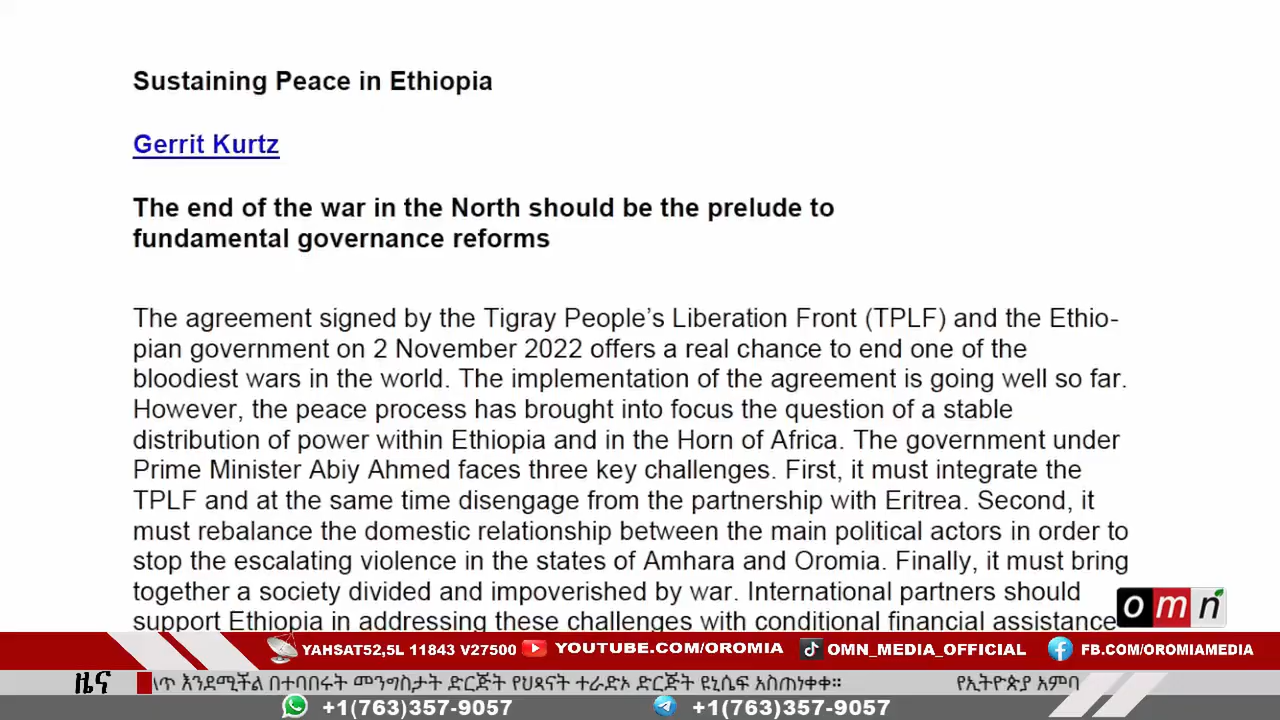 Sustaining Peace in Ethiopia
Gerrit Kurtz
The end of the war in the North should be the prelude to
fundamental governance reforms
The agreement signed by the Tigray People’s Liberation Front (TPLF) and the Ethio-
pian government on 2 November 2022 offers a real chance to end one of the
bloodiest wars in the world. The implementation of the agreement is going well so far.
However, the peace process has brought into focus the question of a stable
distribution of power within Ethiopia and in the Horn of Africa. The government under
Prime Minister Abiy Ahmed faces three key challenges. First, it must integrate the
TPLF and at the same time disengage from the partnership with Eritrea. Second, it
must rebalance the domestic relationship between the main political actors in order to
stop the escalating violence in the states of Amhara and Oromia. Finally, it must bring
together a society divided and impoverished by war. International partners should
support Ethiopia in addressing these challenges with conditional financial assistance
omn
YAHSAT52,5L 11843 V27500 YOUTUBE.COM/OROMIA OMN_MEDIA_OFFICIAL FB.COM/OROMIAMEDIA
ዜና እንደሚችል በተባበሩት መንግስታት ድርጅት የህጻናት ተራድኦ ድርጅት ዩኒሴፍ አስጠነቀቀ። የኢትዮጵያ አምባ
+1(763)357-9057 +1(763)357-9057